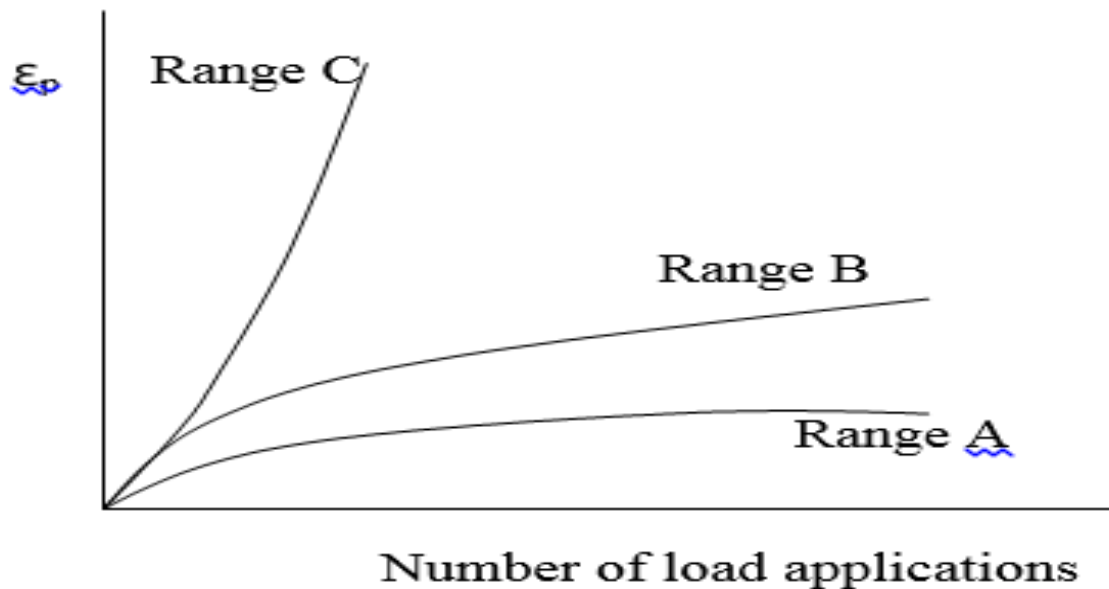 εp
Range C
Range B
Range A
Number of load applications